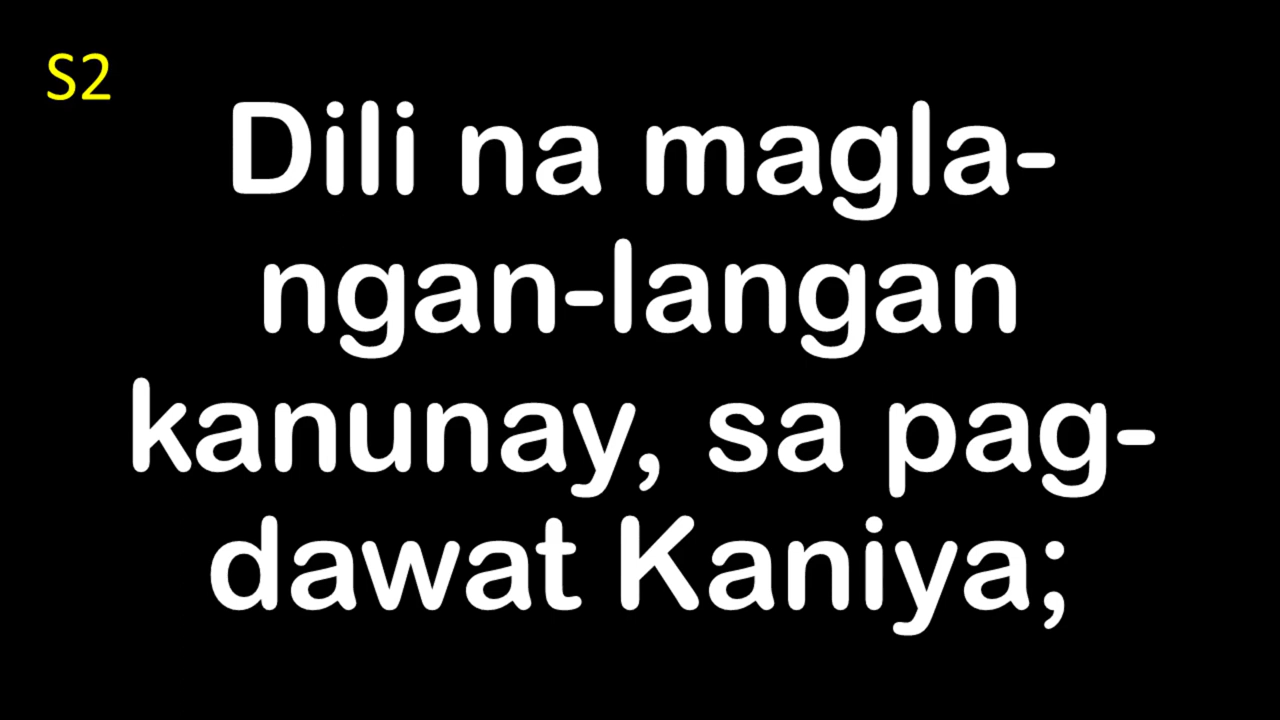 S2
Dili na magla-
ngan-langan
kanunay, sa pag-
dawat Kaniya;